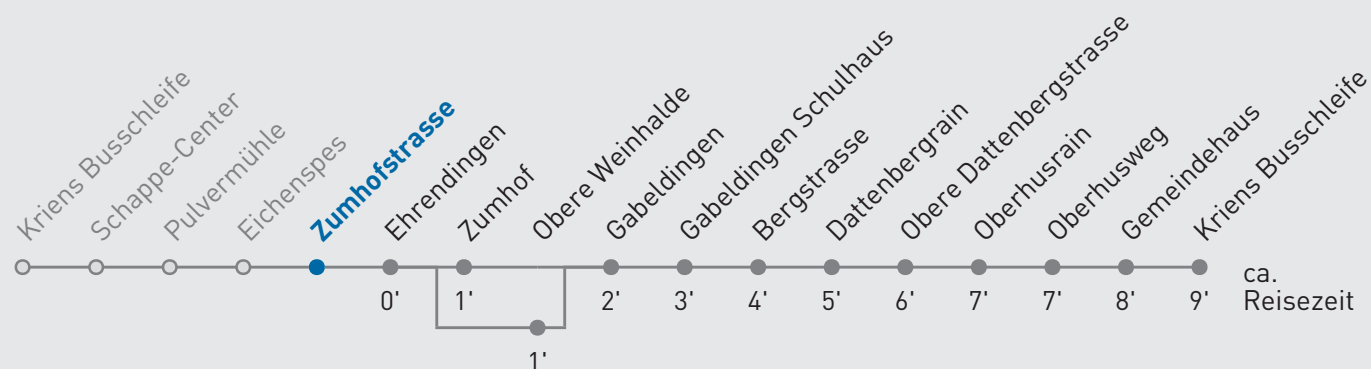 Kriens Busschleife
Schappe-Center
Pulvermühle
Eichenspes
Zumhofstrasse
Ehrendingen
Zumhof
Obere Weinhalde
Gabeldingen
Gabeldingen Schulhaus
Bergstrasse
Dattenbergrain
Obere Dattenbergstrasse
Oberhusrain
Oberhusweg
Gemeindehaus
Kriens Busschleife
0' 1' 2' 3' 4' 5' 6' 7' 7' 8' 9' ca.
Reisezeit
1'